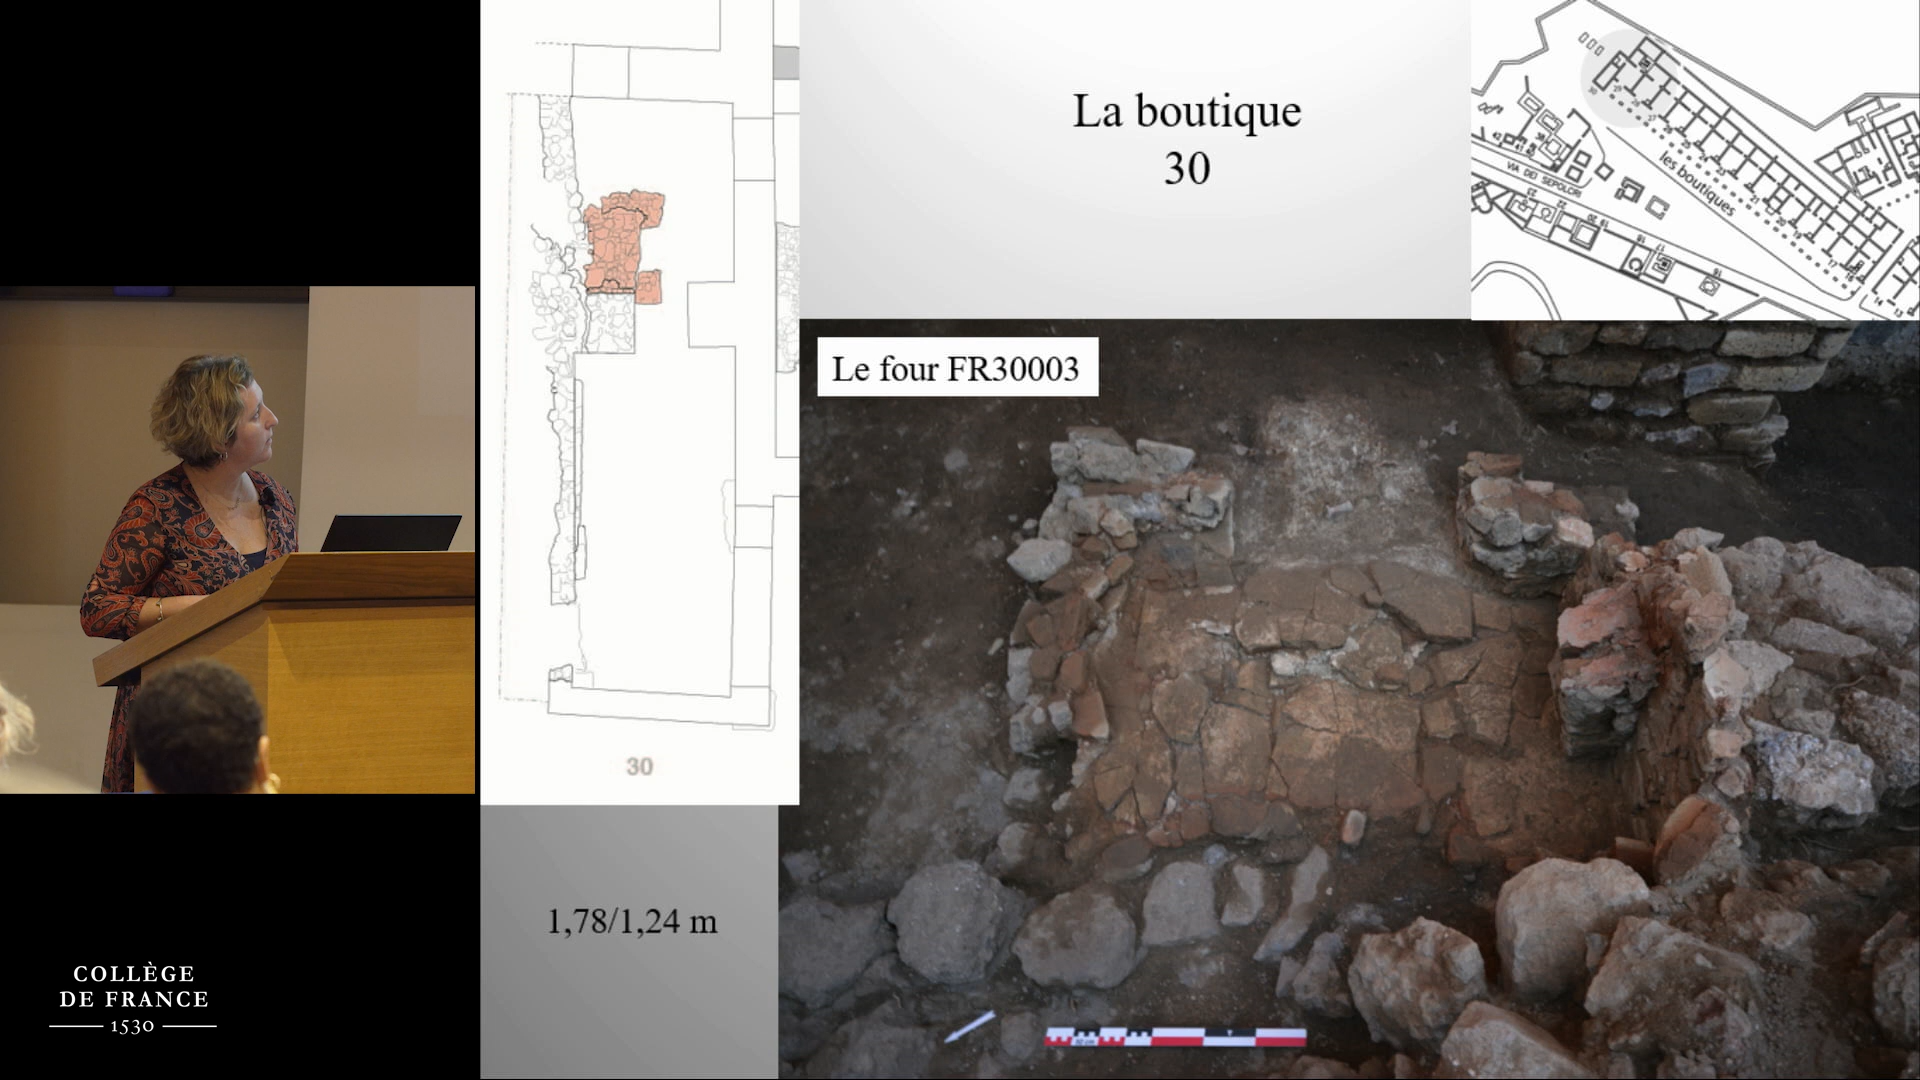 La boutique
30
Le four FR30003
30
1,78/1,24 m
les boutiques
VIA DEI SEPOLCRI
COLLÈGE
DE FRANCE
1530